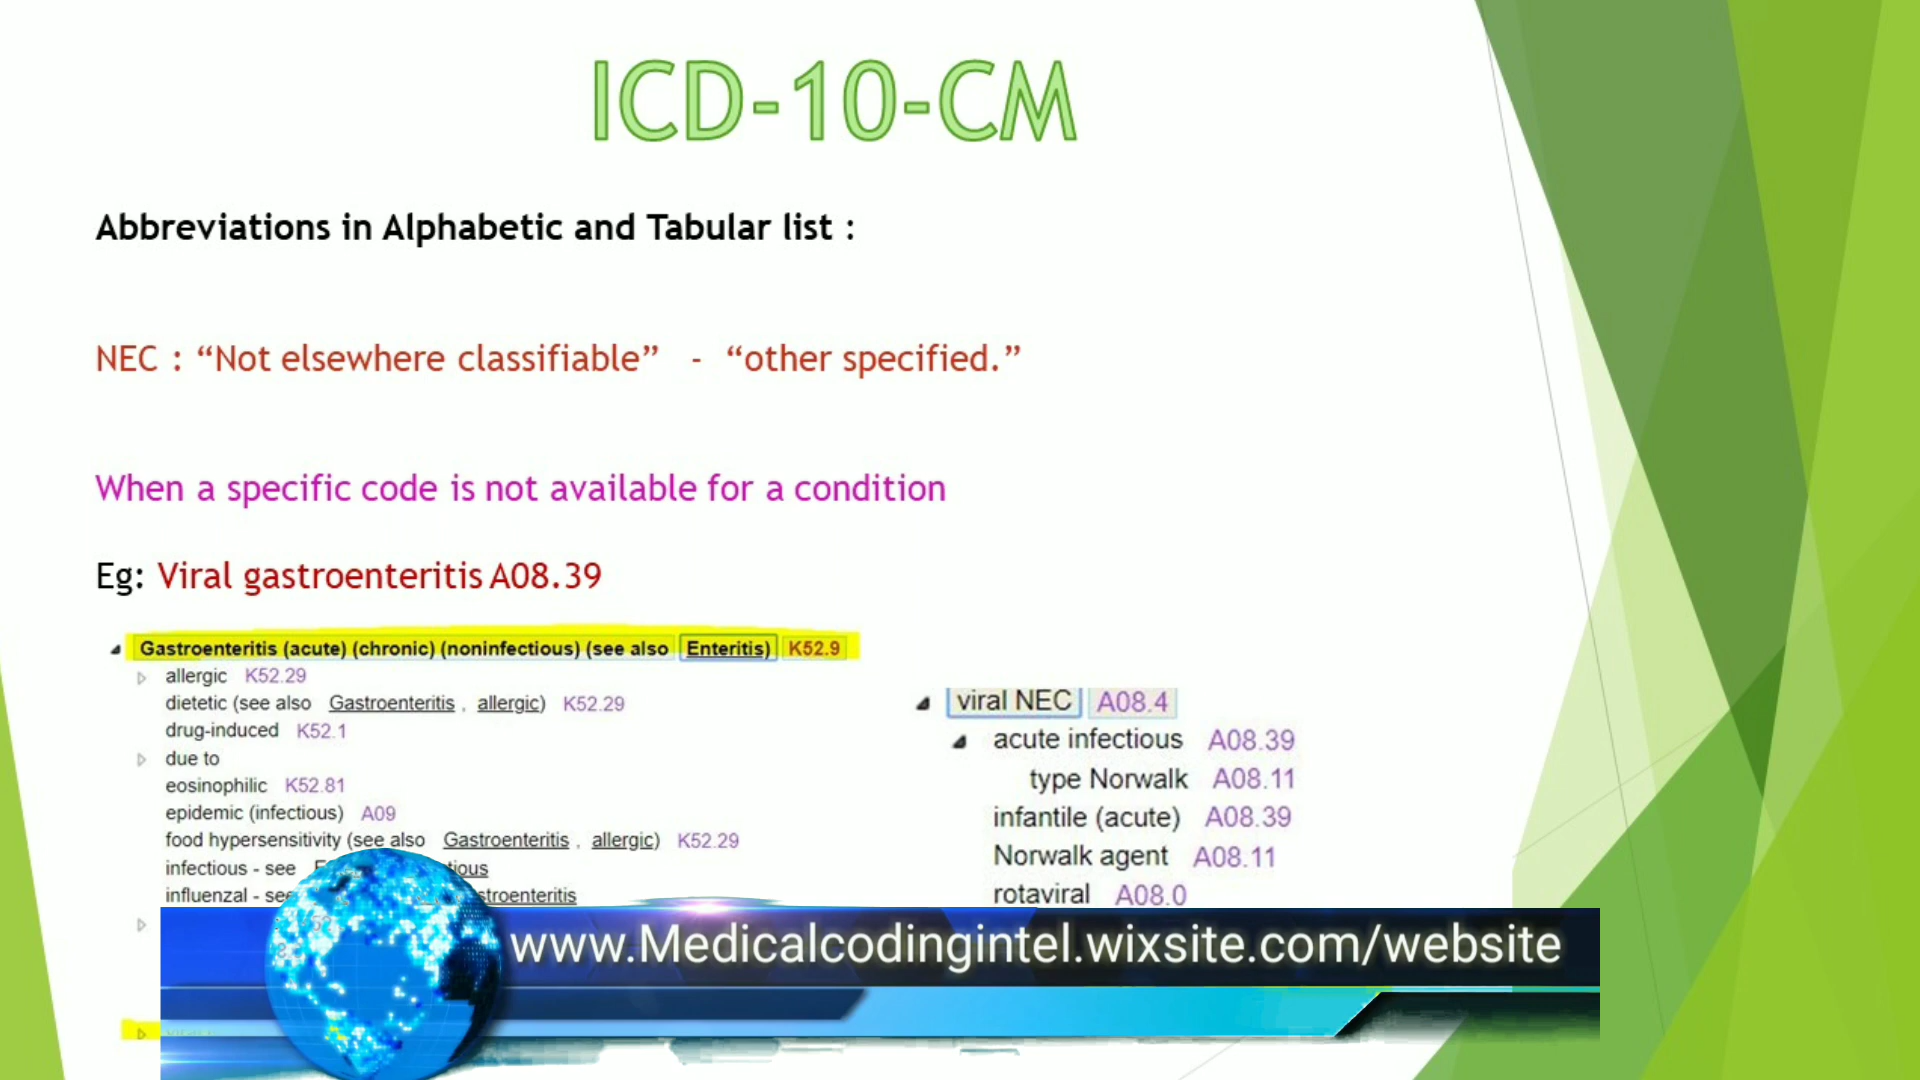 ICD-10-CM
Abbreviations in Alphabetic and Tabular list :
NEC : “Not elsewhere classifiable” - “other specified.”
When a specific code is not available for a condition
Eg: Viral gastroenteritis A08.39
Gastroenteritis (acute) (chronic) (noninfectious) (see also Enteritis) K52.9
allergic K52.29
dietetic (see also Gastroenteritis , allergic) K52.29
drug-induced K52.1
due to
eosinophilic K52.81
epidemic (infectious) A09
food hypersensitivity (see also Gastroenteritis , allergic) K52.29
infectious - see
influenzal - see
viral NEC A08.4
acute infectious A08.39
type Norwalk A08.11
infantile (acute) A08.39
Norwalk agent A08.11
rotaviral A08.0
www.Medicalcodingintel.wixsite.com/website